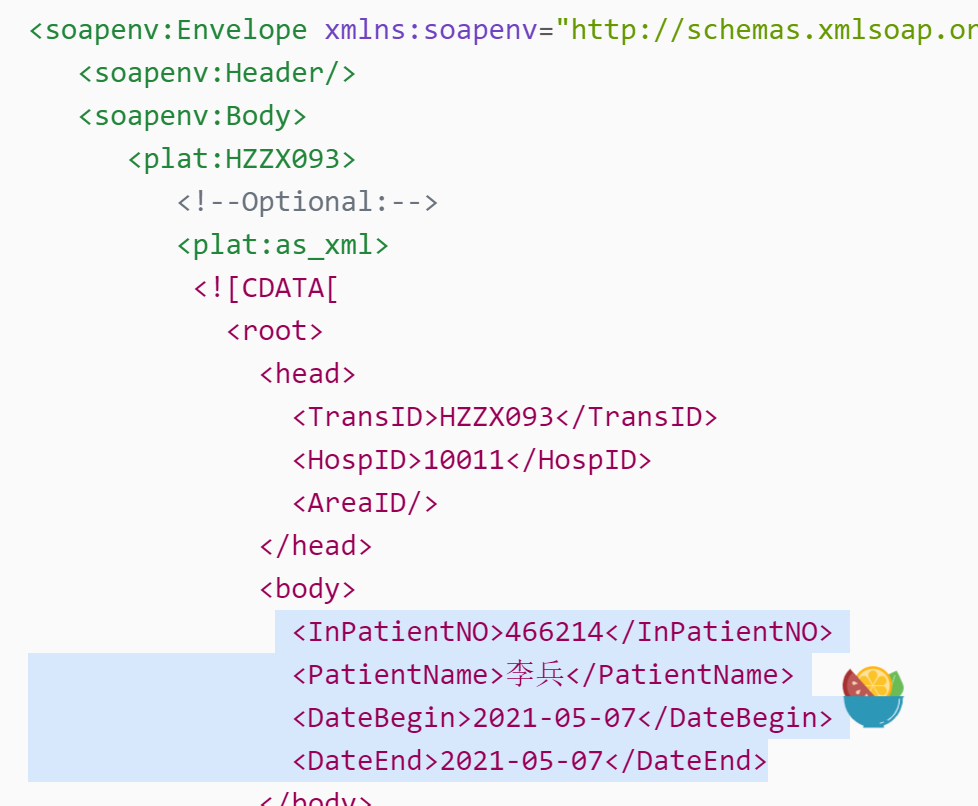 <soapenv:Envelope xmlns:soapenv="http://schemas.xmlsoap.or
<soapenv:Header/>
<soapenv:Body>
<plat:HZZX093>
<!--Optional:-->
<plat:as_xml>
<![CDATA[
<root>
<head>
<TransID>HZZX093</TransID>
<HospID>10011</HospID>
<AreaID/>
</head>
<body>
<InPatientNO>466214</InPatientNO>
<PatientName>李兵</PatientName>
<DateBegin>2021-05-07</DateBegin>
<DateEnd>2021-05-07</DateEnd>
</body>